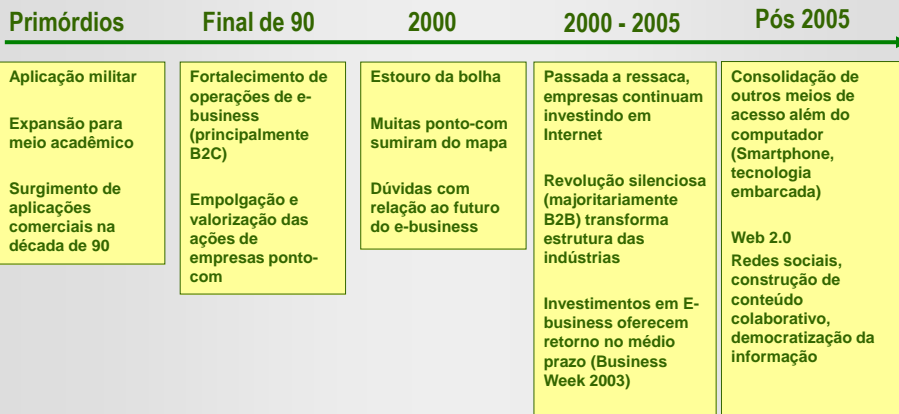 Primórdios
Final de 90
2000
2000 - 2005
Pós 2005
Aplicação militar
Expansão para
meio acadêmico
Surgimento de
aplicações
comerciais na
década de 90
Fortalecimento de
operações de e-
business
(principalmente
B2C)
Empolgação e
valorização das
ações de
empresas ponto-
com
Estouro da bolha
Muitas ponto-com
sumiram do mapa
Dúvidas com
relação ao futuro
do e-business
Passada a ressaca,
empresas continuam
investindo em
Internet
Revolução silenciosa
(majoritariamente
B2B) transforma
estrutura das
indústrias
Investimentos em E-
business oferecem
retorno no médio
prazo (Business
Week 2003)
Consolidação de
outros meios de
acesso além do
computador
(Smartphone,
tecnologia
embarcada)
Web 2.0
Redes sociais,
construção de
conteúdo
colaborativo,
democratização da
informação